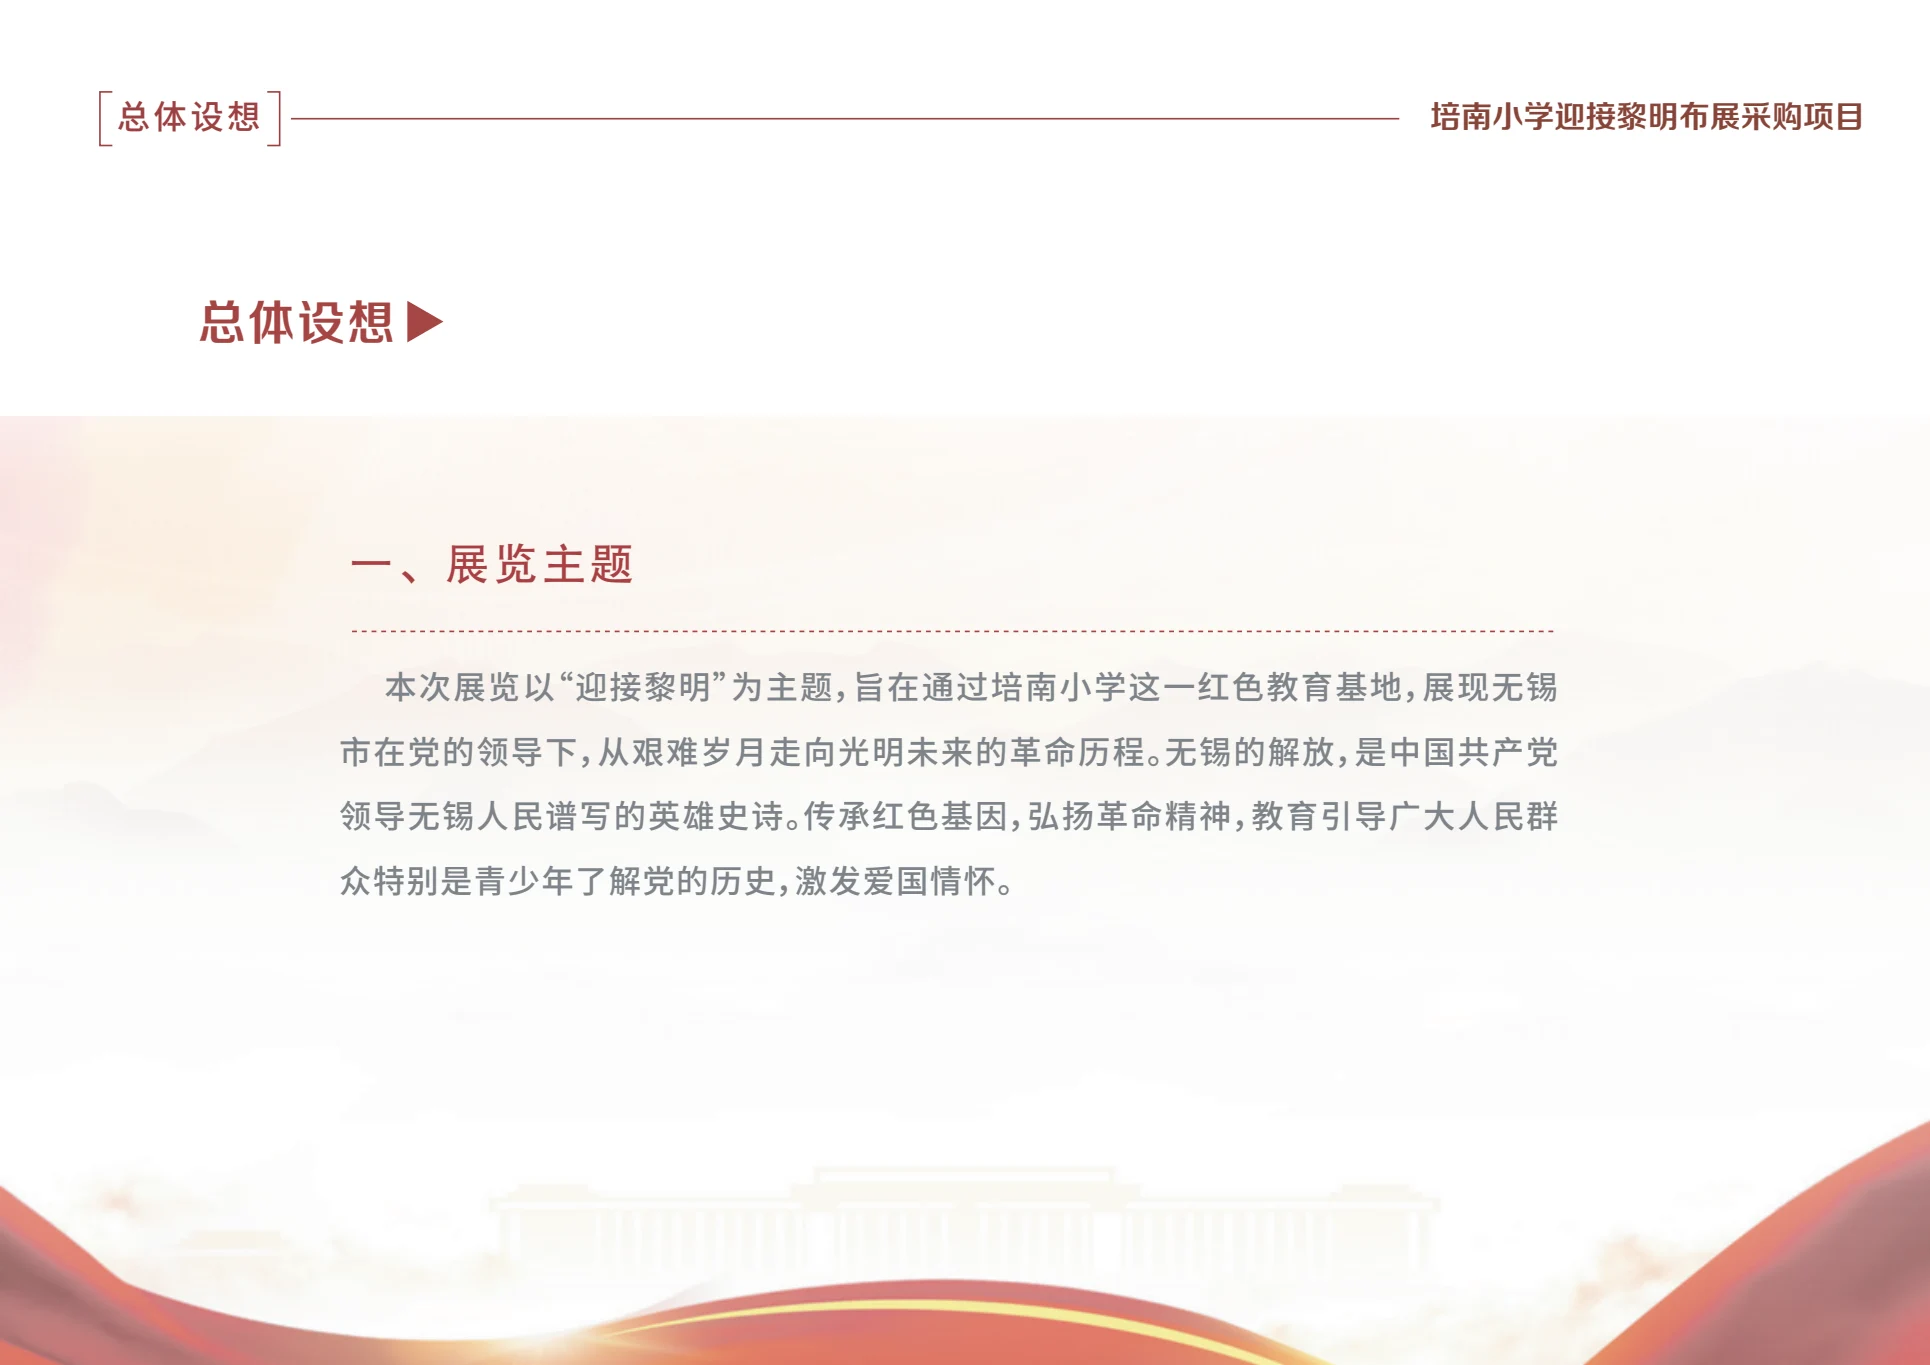 总体设想
培南小学迎接黎明布展采购项目
总体设想
一、展览主题
本次展览以“迎接黎明”为主题,旨在通过培南小学这一红色教育基地,展现无锡
市在党的领导下,从艰难岁月走向光明未来的革命历程。无锡的解放,是中国共产党
领导无锡人民谱写的英雄史诗。传承红色基因,弘扬革命精神,教育引导广大人民群
众特别是青少年了解党的历史,激发爱国情怀。